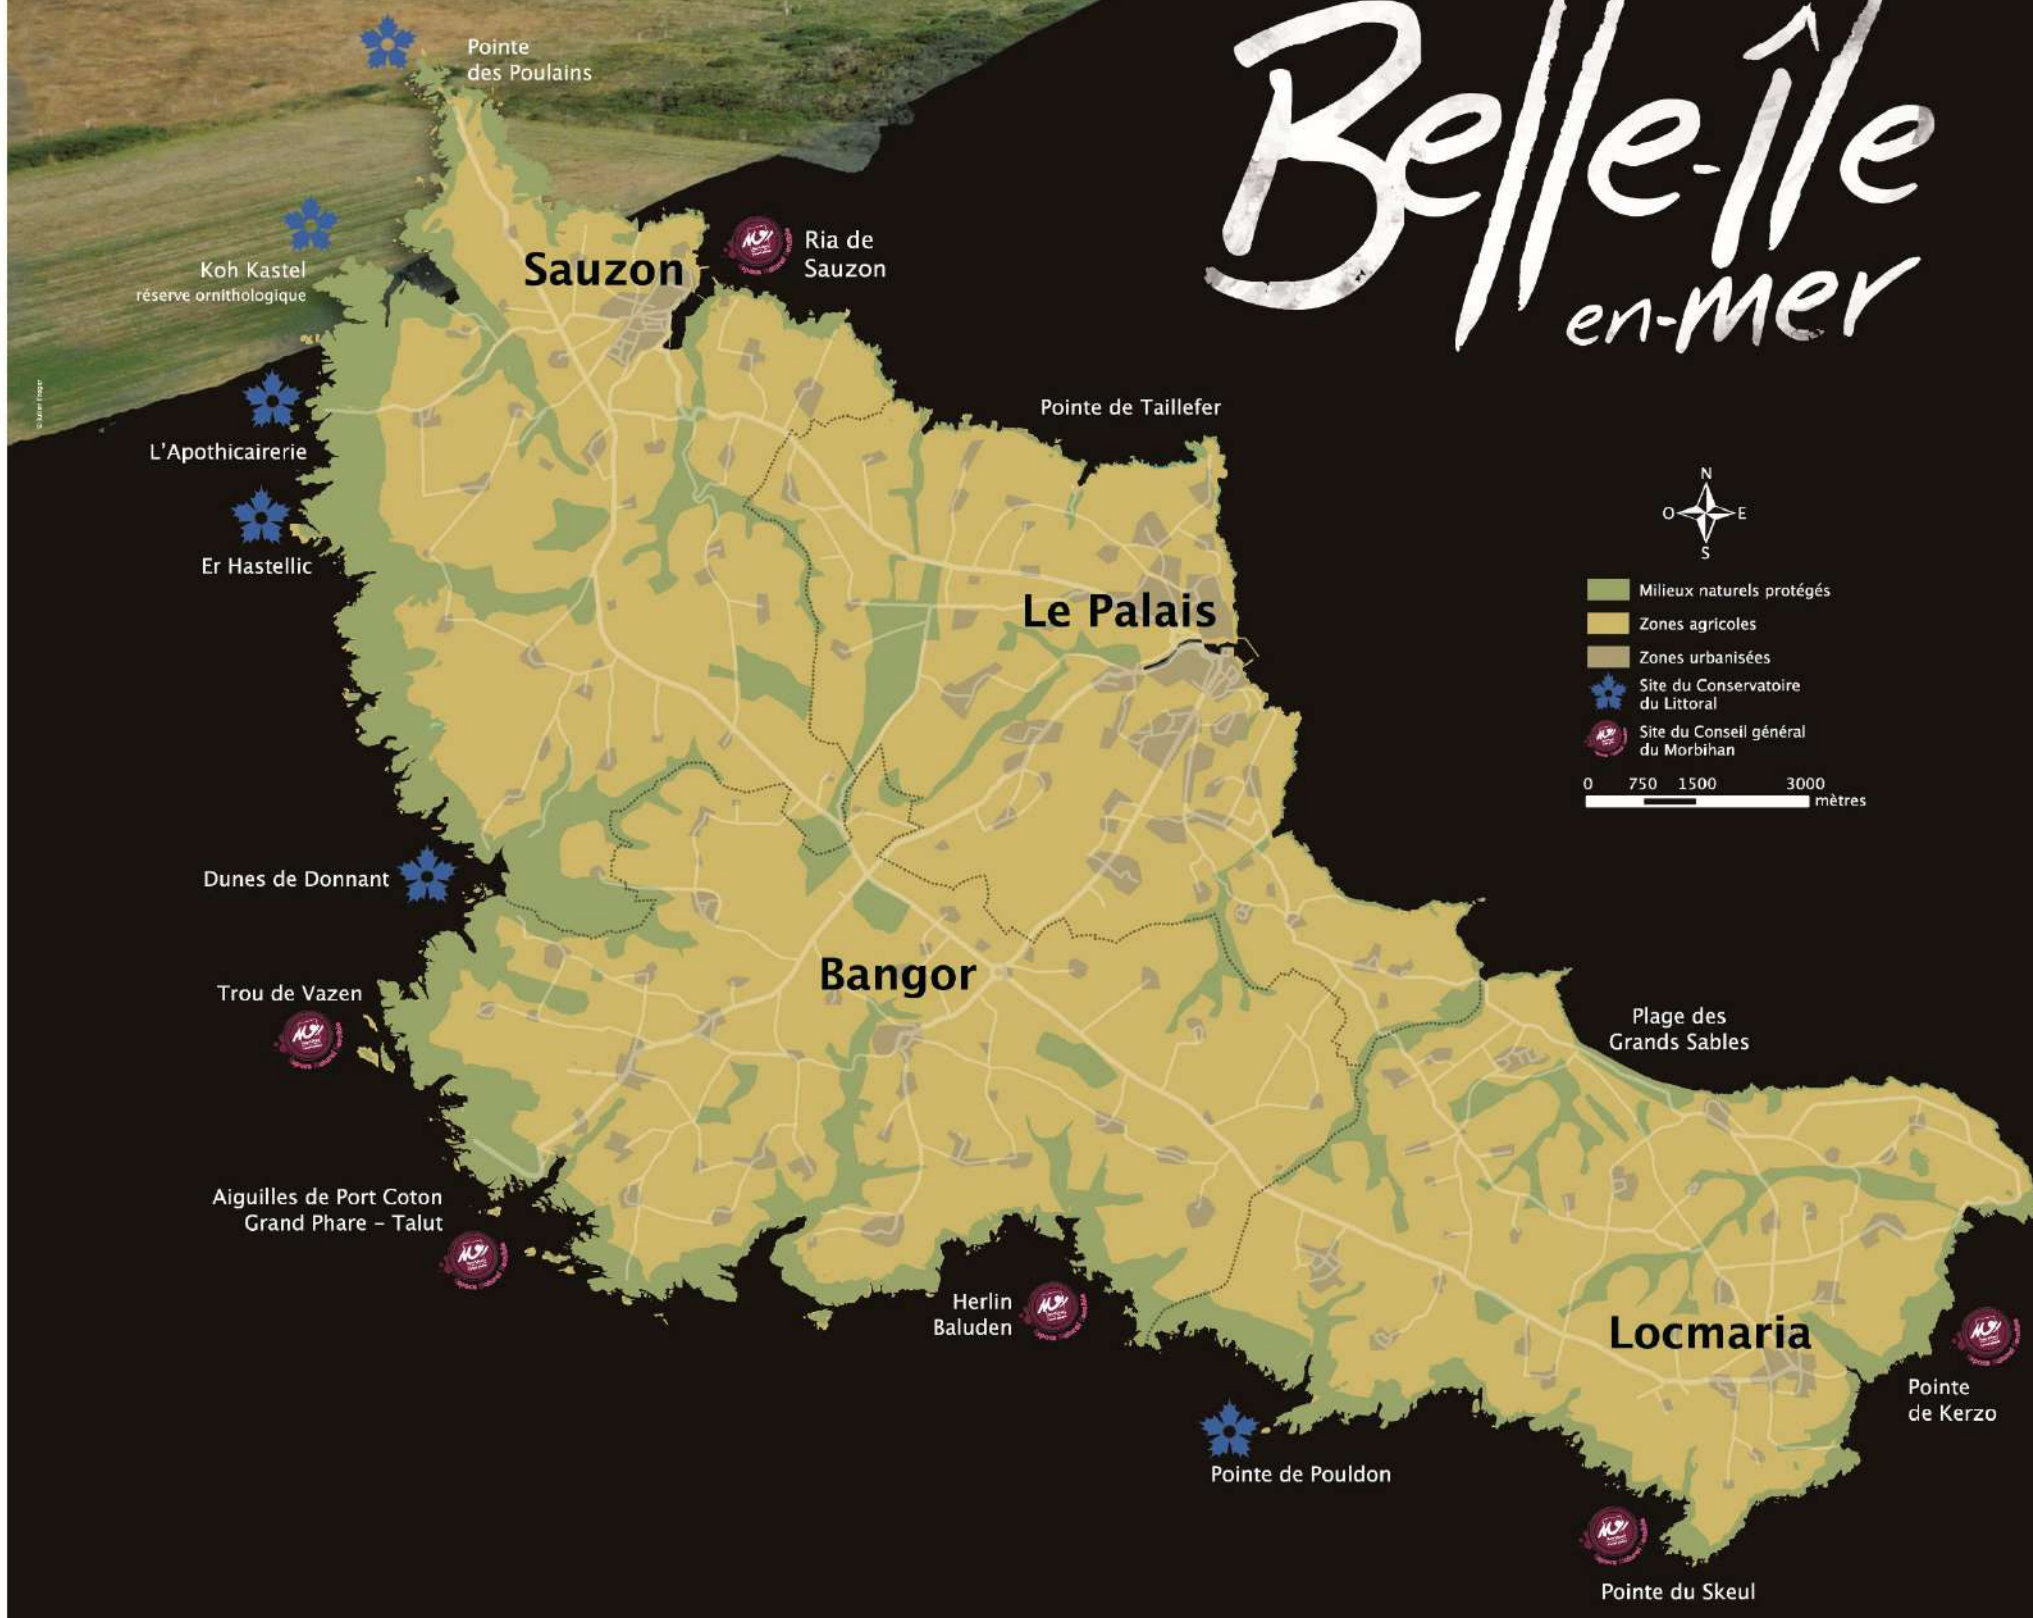 Belle-Île
en-mer
Pointe
des Poulains
Koh Kastel
réserve ornithologique
Sauzon
Ria de
Sauzon
L'Apothicairerie
Er Hastellic
Pointe de Taillefer
Le Palais
N
O
E
S
Milieux naturels protégés
Zones agricoles
Zones urbanisées
Site du Conservatoire
du Littoral
Site du Conseil général
du Morbihan
0 750 1500 3000
mètres
Dunes de Donnant
Trou de Vazen
Bangor
Plage des
Grands Sables
Aiguilles de Port Coton
Grand Phare – Talut
Herlin
Baluden
Locmaria
Pointe
de Kerzo
Pointe de Pouldon
Pointe du Skeul